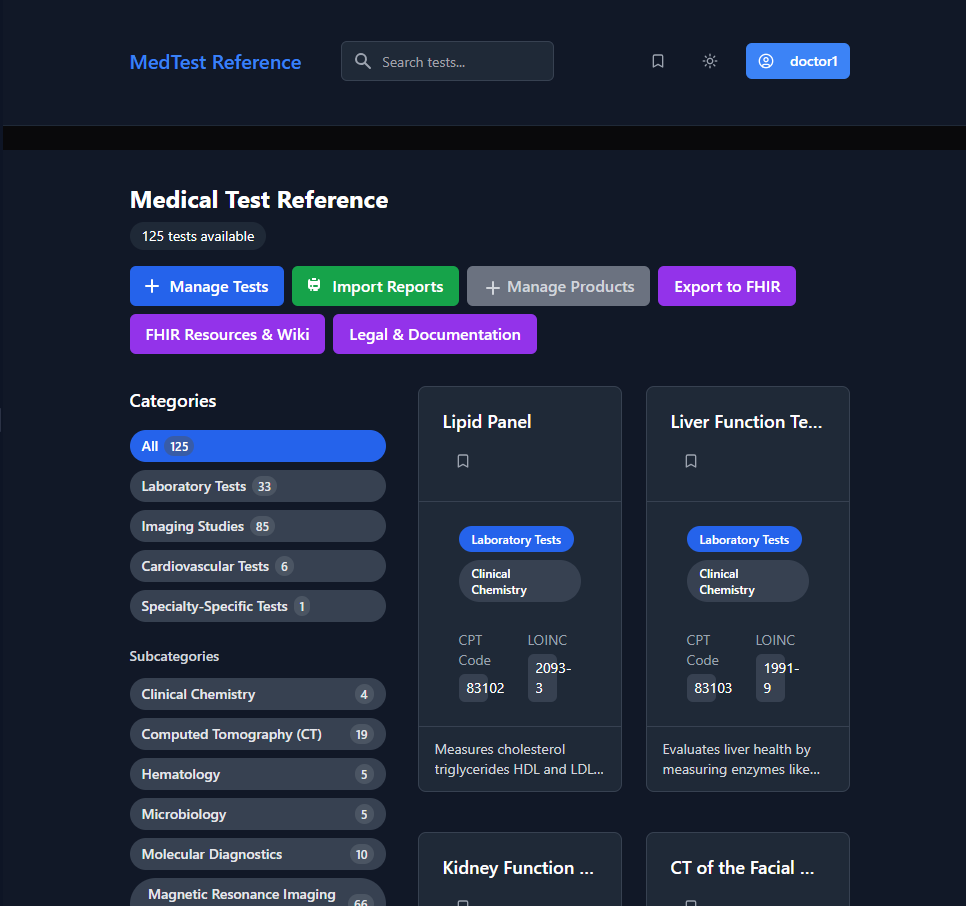 MedTest Reference
Search tests...
doctor1
Medical Test Reference
125 tests available
Manage Tests
Import Reports
Manage Products
Export to FHIR
FHIR Resources & Wiki
Legal & Documentation
Categories
All 125
Laboratory Tests 33
Imaging Studies 85
Cardiovascular Tests 6
Specialty-Specific Tests 1
Subcategories
Clinical Chemistry 4
Computed Tomography (CT) 19
Hematology 5
Microbiology 5
Molecular Diagnostics 10
Magnetic Resonance Imaging 66
Lipid Panel
Laboratory Tests
Clinical
Chemistry
CPT
Code
83102
LOINC
2093-
3
Measures cholesterol
triglycerides HDL and LDL...
Liver Function Te...
Laboratory Tests
Clinical
Chemistry
CPT
Code
83103
LOINC
1991-
9
Evaluates liver health by
measuring enzymes like...
Kidney Function ...
CT of the Facial ...